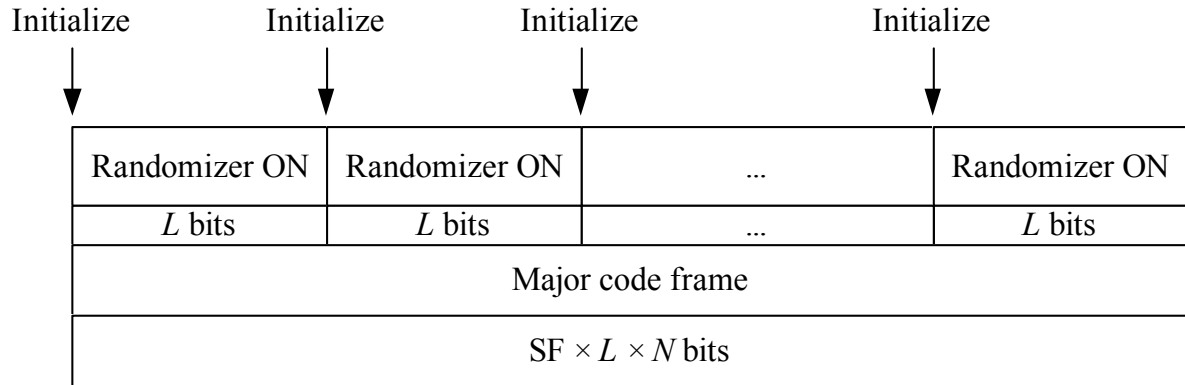 Initialize Initialize Initialize Initialize
Randomizer ON Randomizer ON ... Randomizer ON
L bits L bits ... L bits
Major code frame
SF × L × N bits